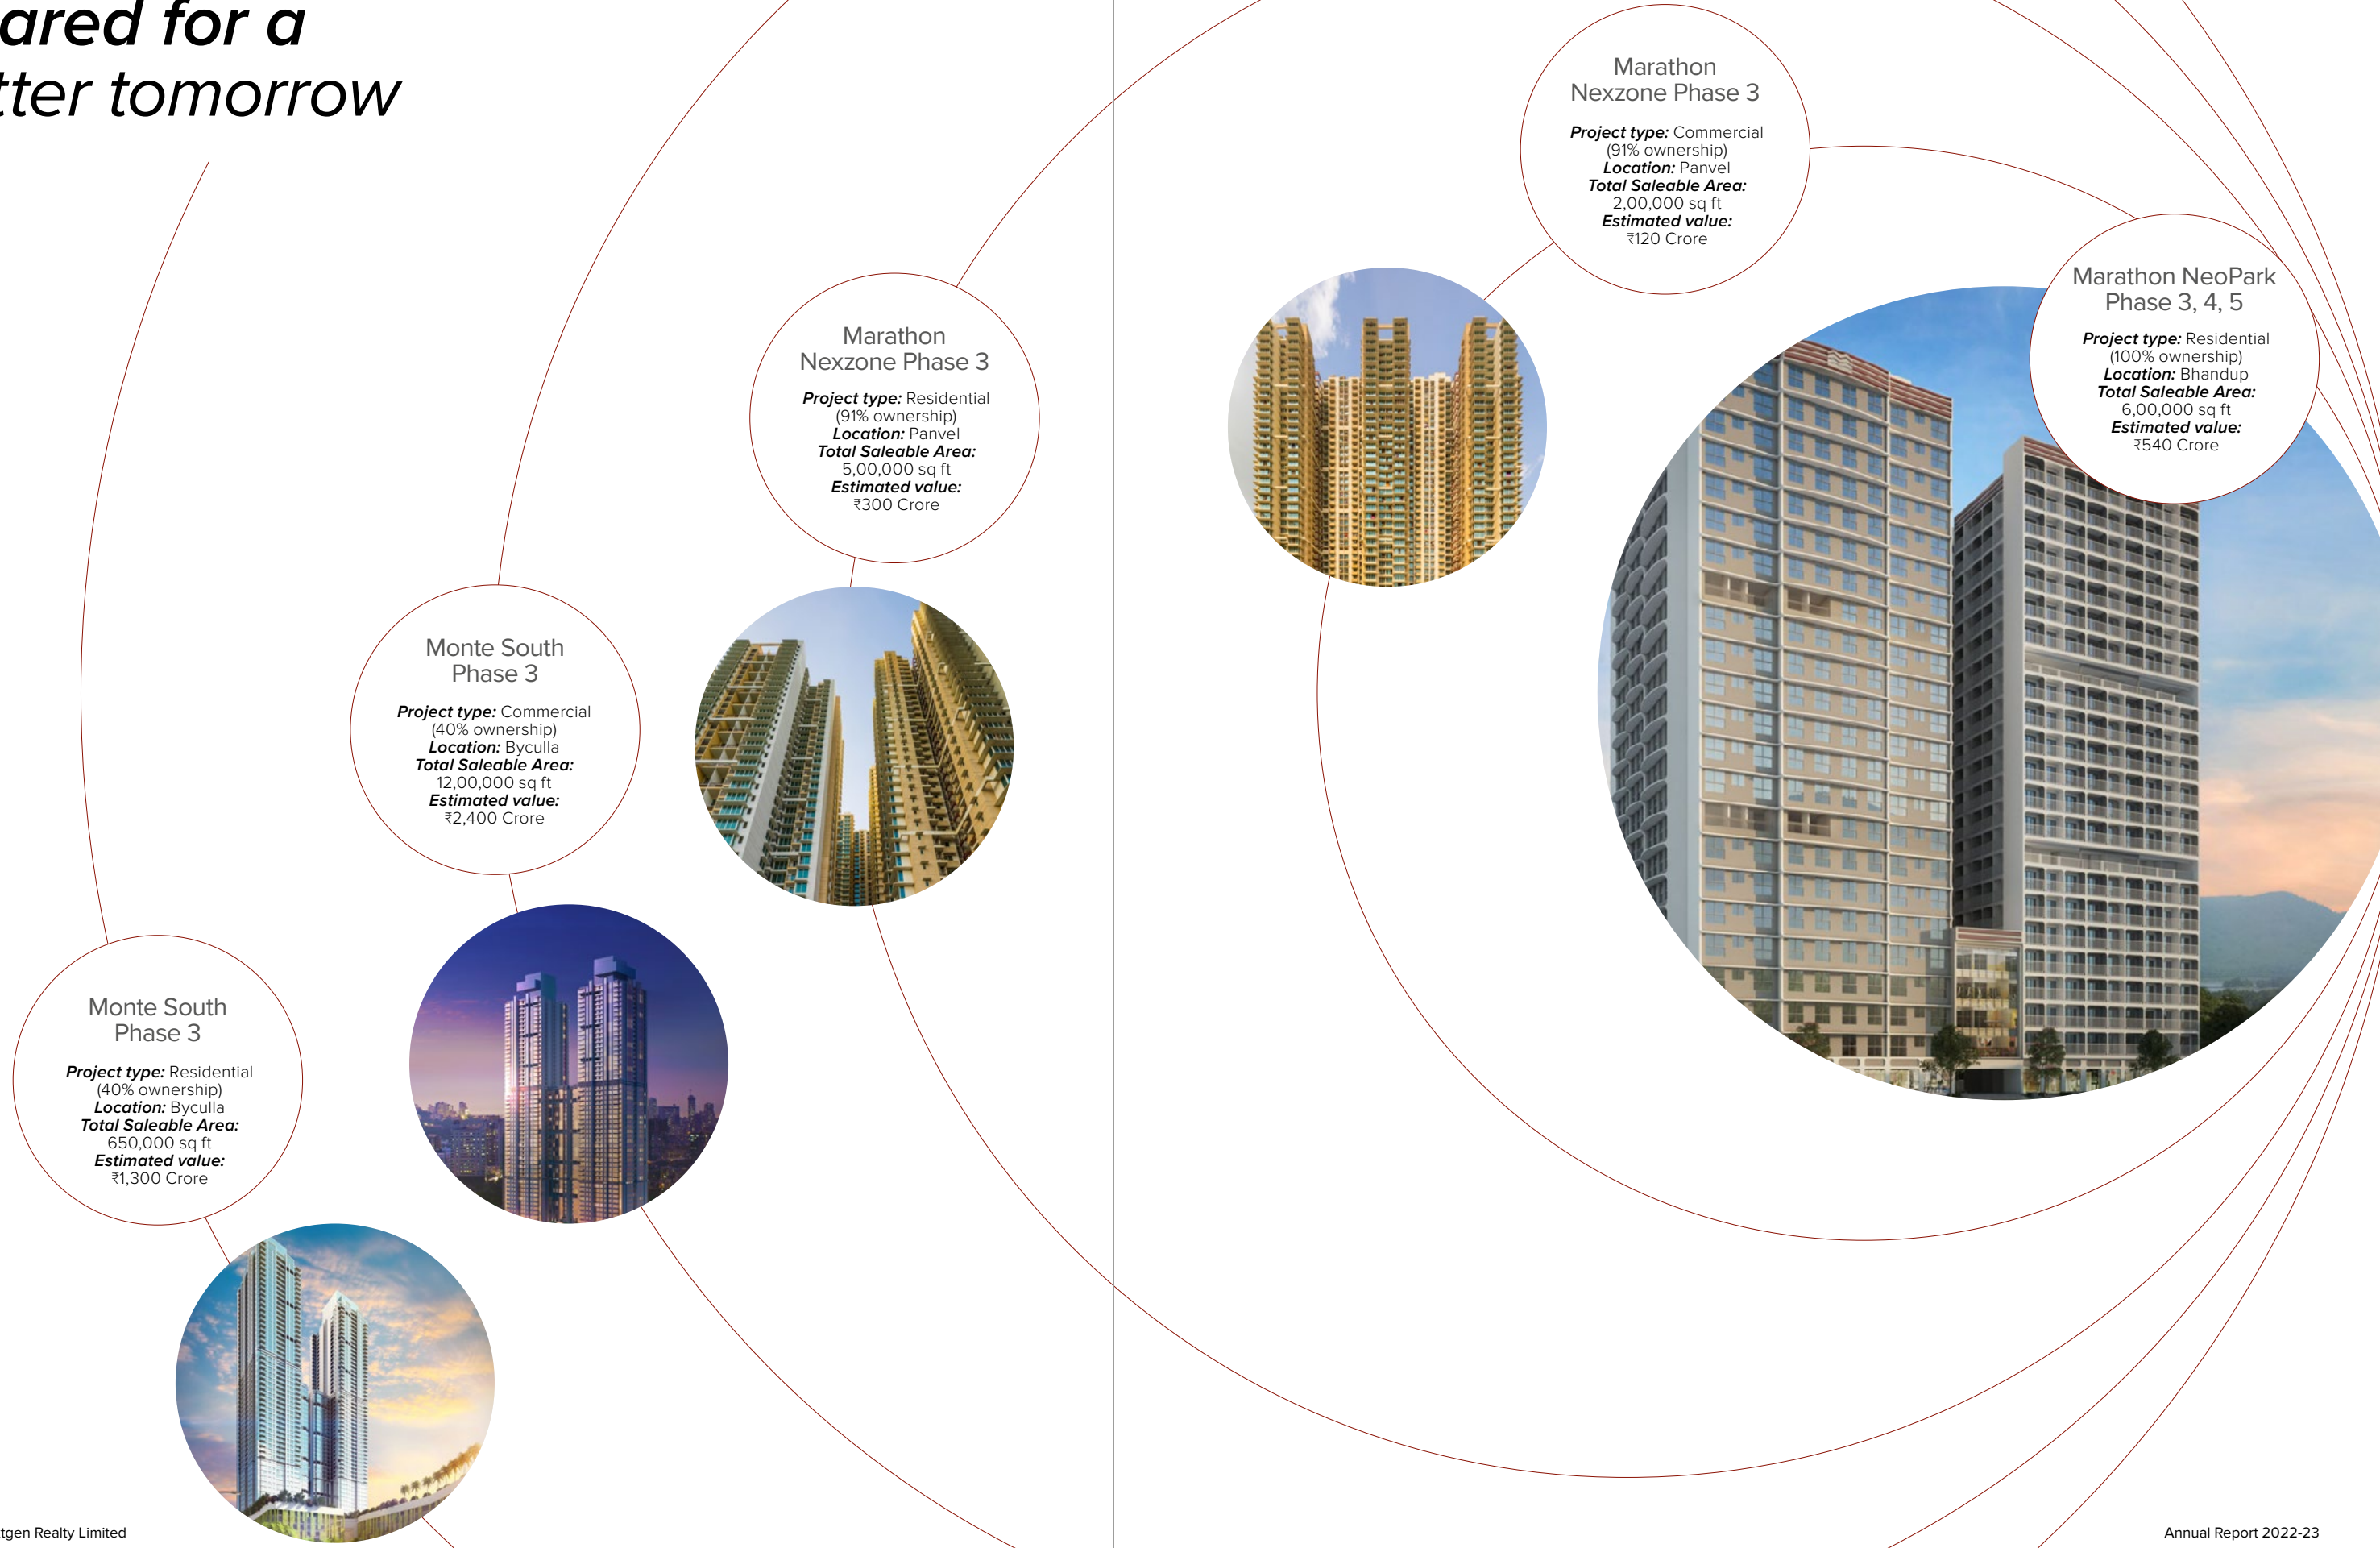 ared for a
tter tomorrow
Monte South
Phase 3
Project type: Residential
(40% ownership)
Location: Byculla
Total Saleable Area:
650,000 sq ft
Estimated value:
₹1,300 Crore
Monte South
Phase 3
Project type: Commercial
(40% ownership)
Location: Byculla
Total Saleable Area:
12,00,000 sq ft
Estimated value:
₹2,400 Crore
Marathon
Nexzone Phase 3
Project type: Residential
(91% ownership)
Location: Panvel
Total Saleable Area:
5,00,000 sq ft
Estimated value:
₹300 Crore
Marathon
Nexzone Phase 3
Project type: Commercial
(91% ownership)
Location: Panvel
Total Saleable Area:
2,00,000 sq ft
Estimated value:
₹120 Crore
Marathon NeoPark
Phase 3, 4, 5
Project type: Residential
(100% ownership)
Location: Bhandup
Total Saleable Area:
6,00,000 sq ft
Estimated value:
₹540 Crore
tgen Realty Limited
Annual Report 2022-23